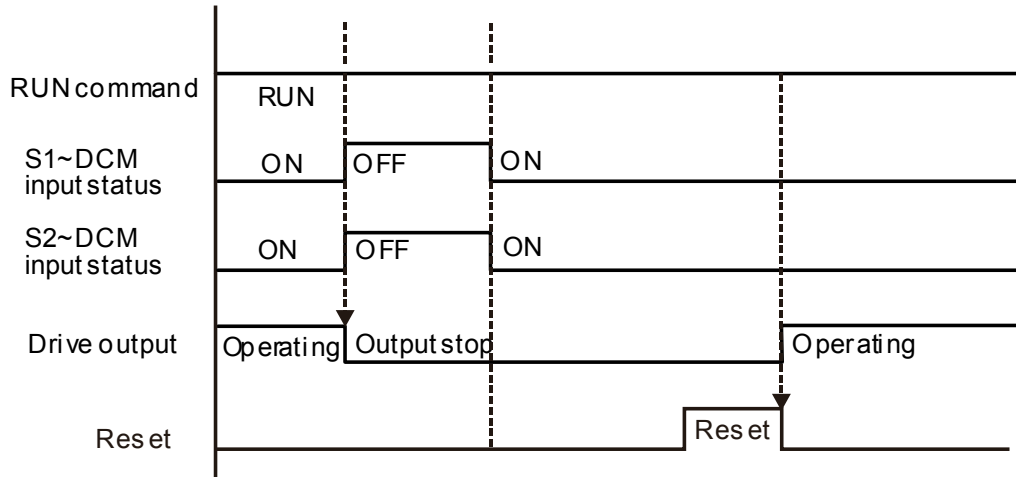 RUN command
RUN
S1~DCM
input status
ON
OFF
ON
S2~DCM
input status
ON
OFF
ON
Drive output
Operating
Output stop
Operating
Reset
Reset